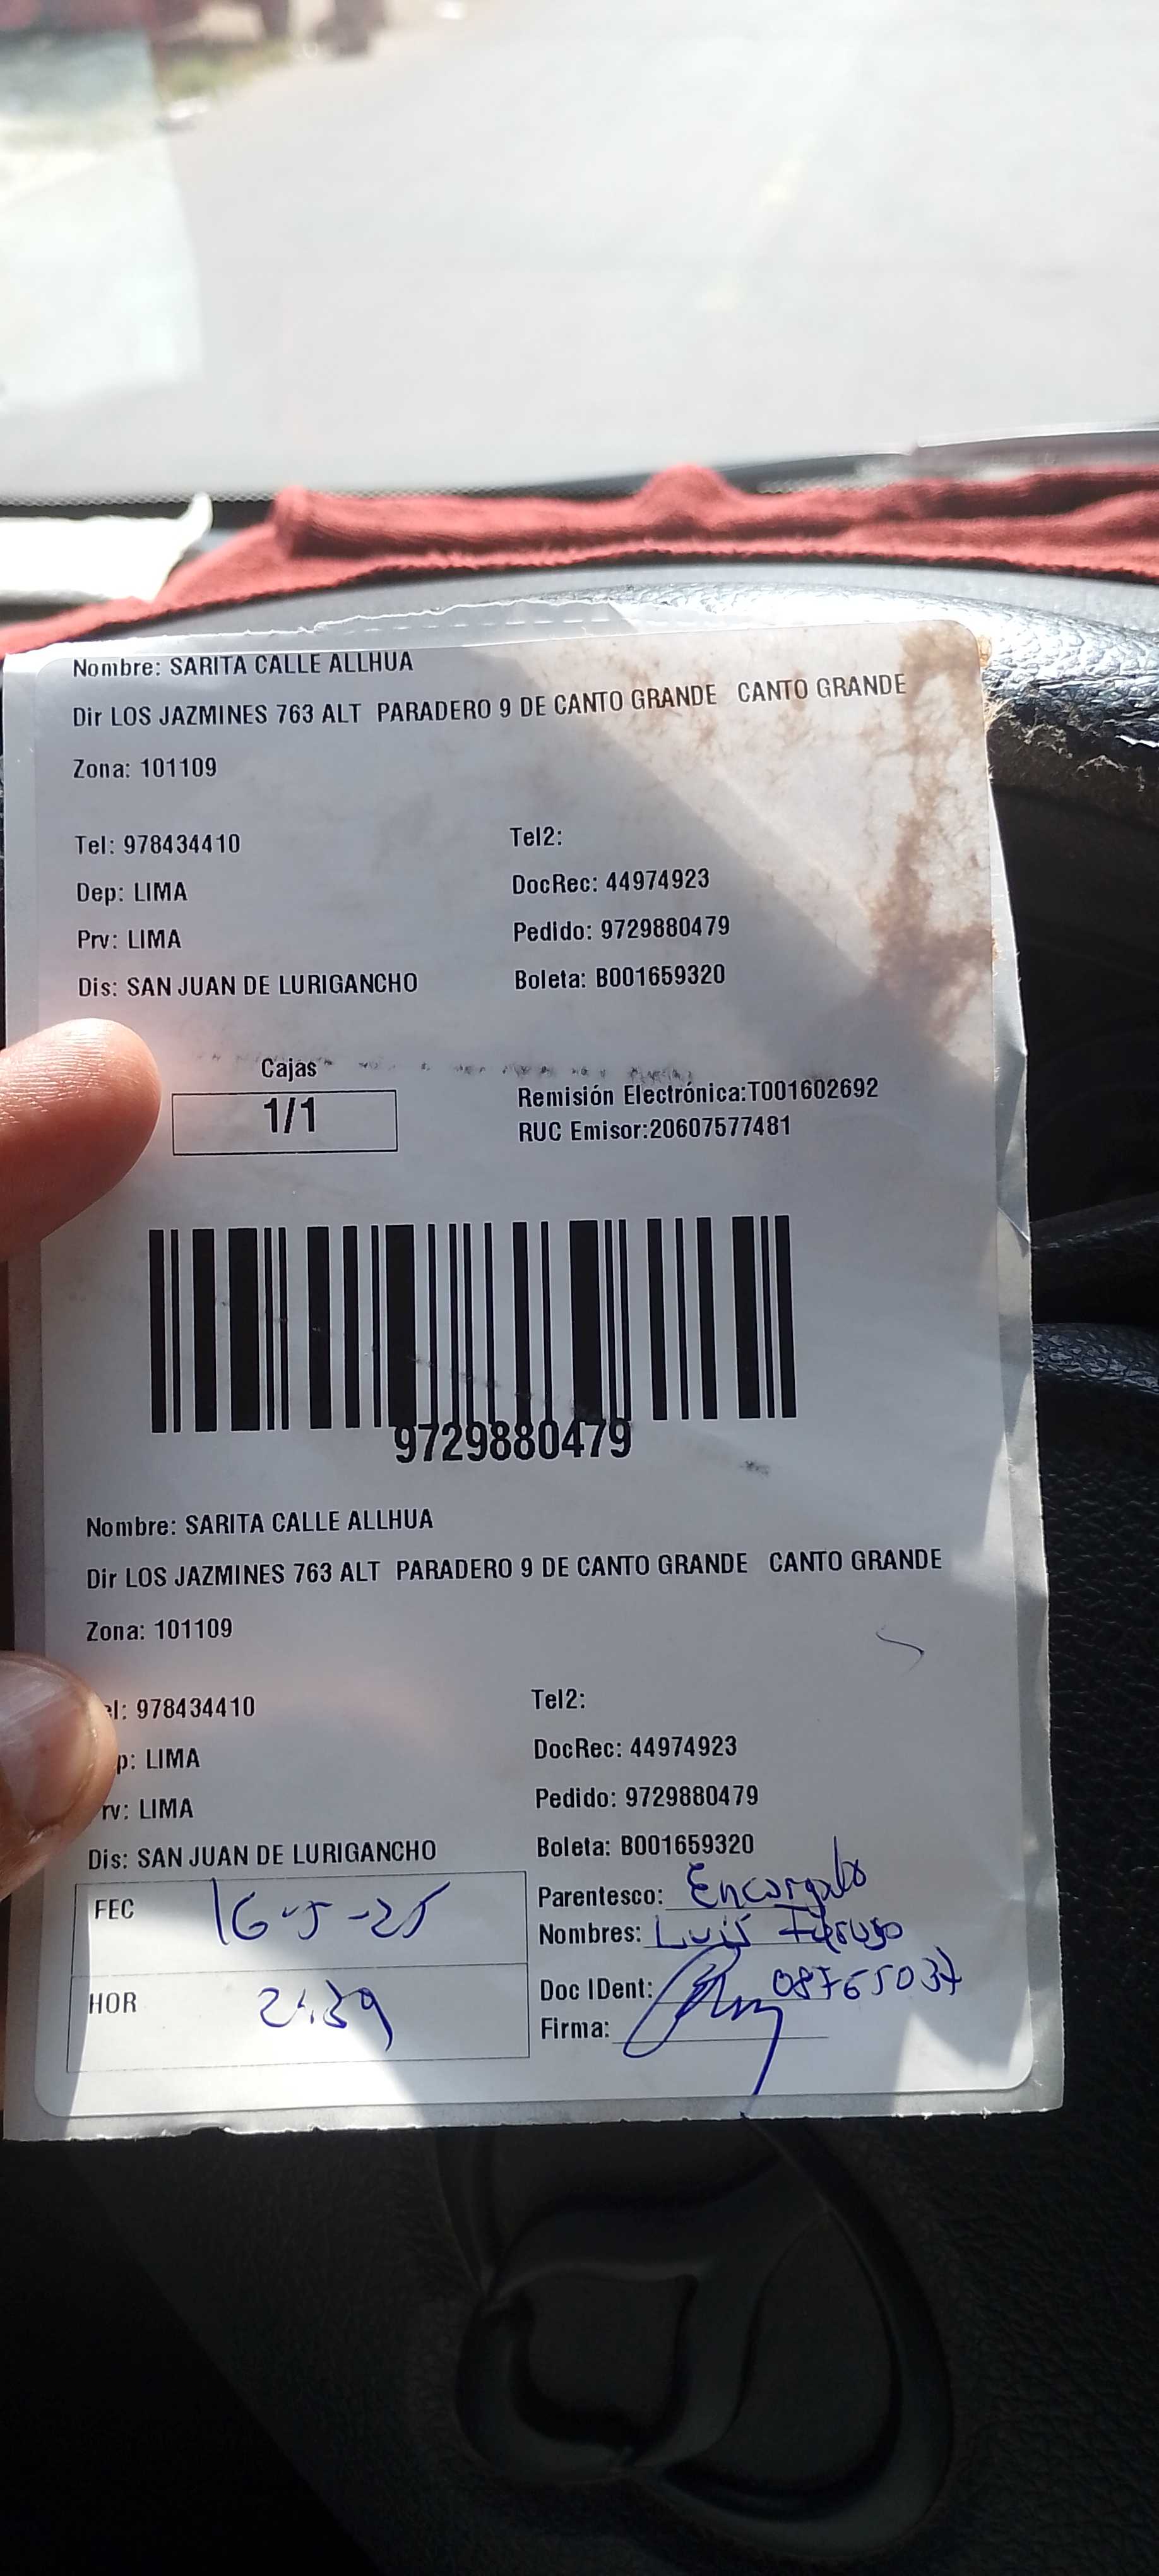 Nombre: SARITA CALLE ALLHUA
Dir LOS JAZMINES 763 ALT PARADERO 9 DE CANTO GRANDE CANTO GRANDE
Zona: 101109
Tel: 978434410 Tel2:
Dep: LIMA DocRec: 44974923
Prv: LIMA Pedido: 9729880479
Dis: SAN JUAN DE LURIGANCHO Boleta: B001659320
Cajas
1/1
Remisión Electrónica:T001602692
RUC Emisor:20607577481
9729880479
Nombre: SARITA CALLE ALLHUA
Dir LOS JAZMINES 763 ALT PARADERO 9 DE CANTO GRANDE CANTO GRANDE
Zona: 101109
el: 978434410 Tel2:
p: LIMA DocRec: 44974923
rv: LIMA Pedido: 9729880479
Dis: SAN JUAN DE LURIGANCHO Boleta: B001659320
FEC 16-5-25
HOR
Parentesco: Encargado
Nombres: Luis
Doc IDent: 08765037
Firma: